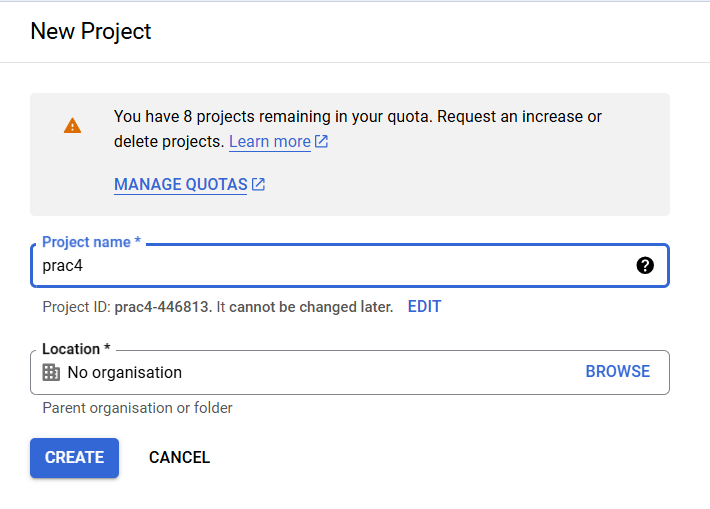 New Project
You have 8 projects remaining in your quota. Request an increase or
delete projects. Learn more
MANAGE QUOTAS
Project name *
prac4
Project ID: prac4-446813. It cannot be changed later. EDIT
Location *
No organisation BROWSE
Parent organisation or folder
CREATE CANCEL